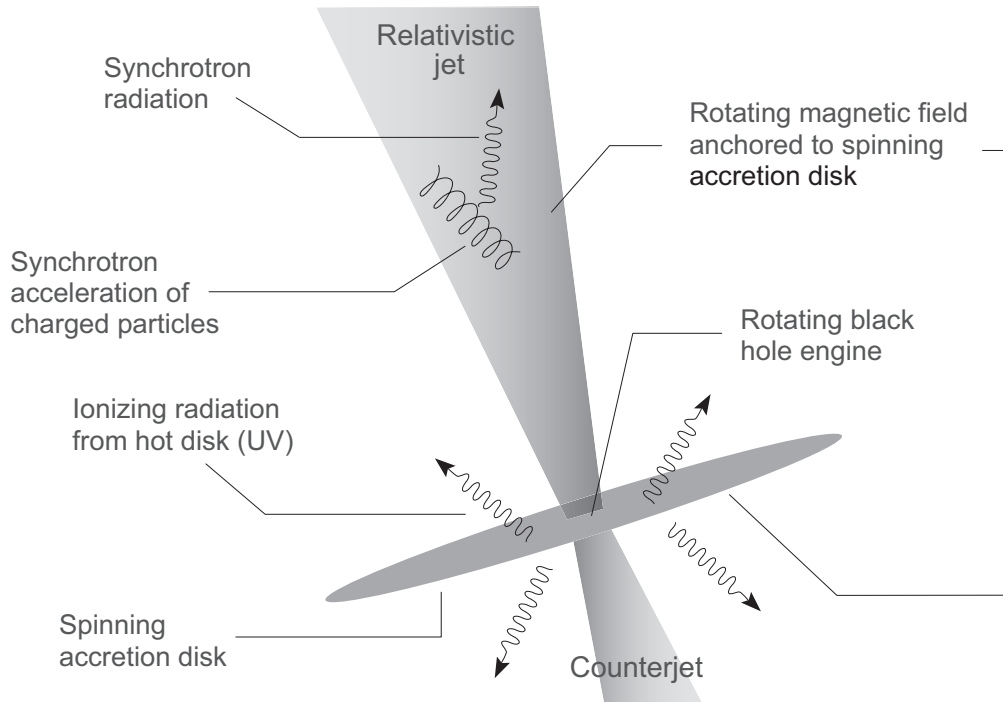 Relativistic
jet
Synchrotron
radiation
Rotating magnetic field
anchored to spinning
accretion disk
Synchrotron
acceleration of
charged particles
Rotating black
hole engine
Ionizing radiation
from hot disk (UV)
Spinning
accretion disk
Counterjet